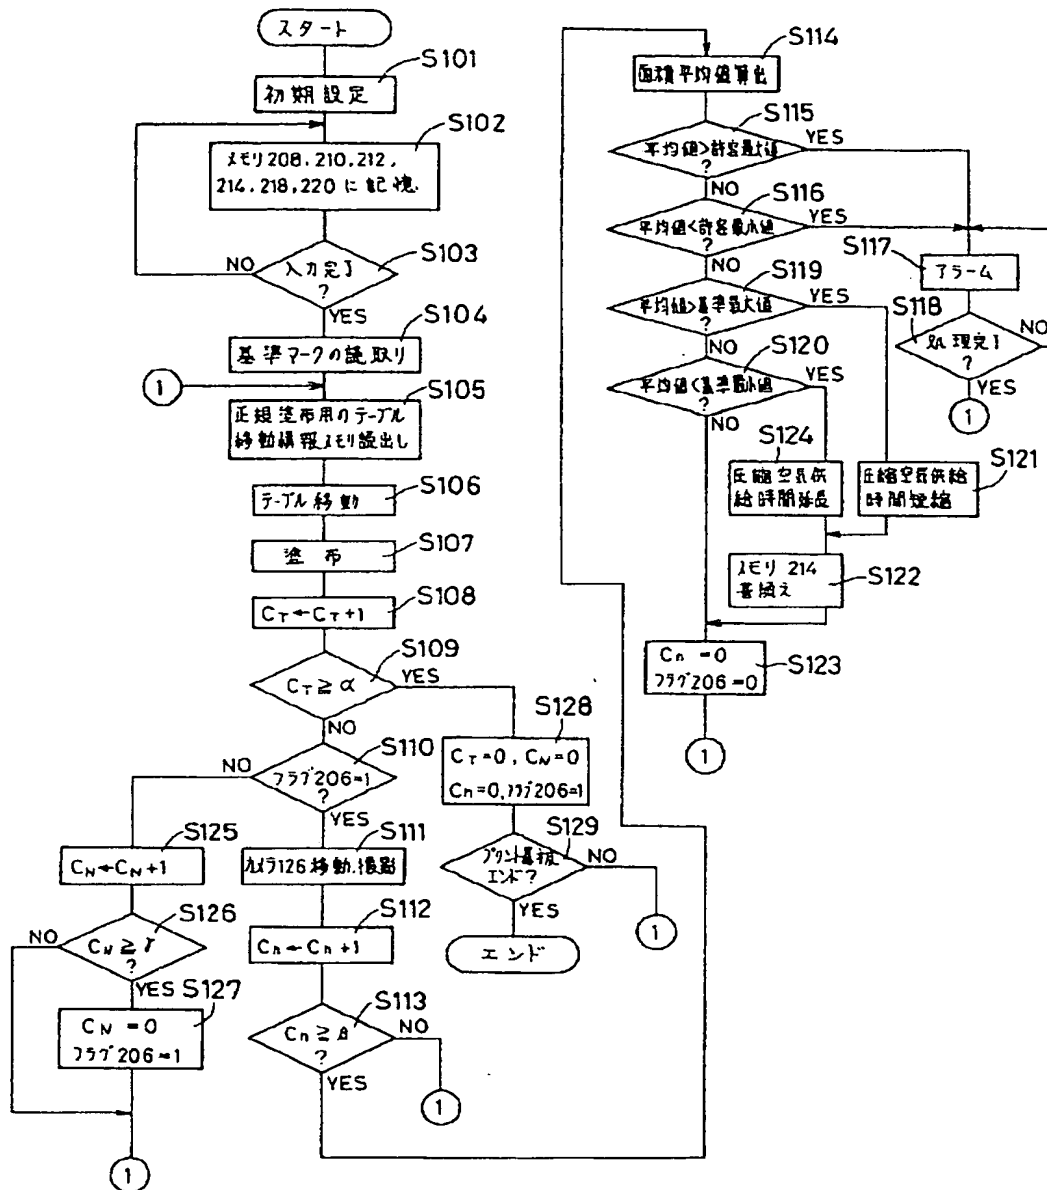 スタート
S101
初期設定
S102
メモリ208.210.212,
214.218.220に記憶.
S103
入力完了
?
NO
YES
S104
基準マークの読取り
1
S105
正規塗布用のテーブル
移動情報メモリ読出し
S106
テーブル移動
S107
塗布
S108
CT←CT+1
S109
CT≧α
YES
NO
S110
フラグ206=1
?
NO
YES
S125
CN←CN+1
S126
CN≧γ
?
NO
YES
S127
CN=0
フラグ206=1
1
S111
カメラ126移動.撮影
S112
Cn←Cn+1
S113
Cn≧β
?
NO
YES
1
S128
CT=0, CN=0
Cn=0,フラグ206=1
S129
プリント基板
エンド?
NO
YES
1
エンド
S114
面積平均値算出
S115
平均値>許容最大値
?
YES
NO
S116
平均値<許容最小値
?
YES
NO
S117
アラーム
S118
処理完了
?
NO
YES
1
S119
平均値>基準最大値
?
YES
NO
S120
平均値<基準最小値
?
YES
NO
S124
圧縮空気供
給時間延長
S121
圧縮空気供給
時間短縮
S122
メモリ214
書換え
S123
Cn=0
フラグ206=0
1